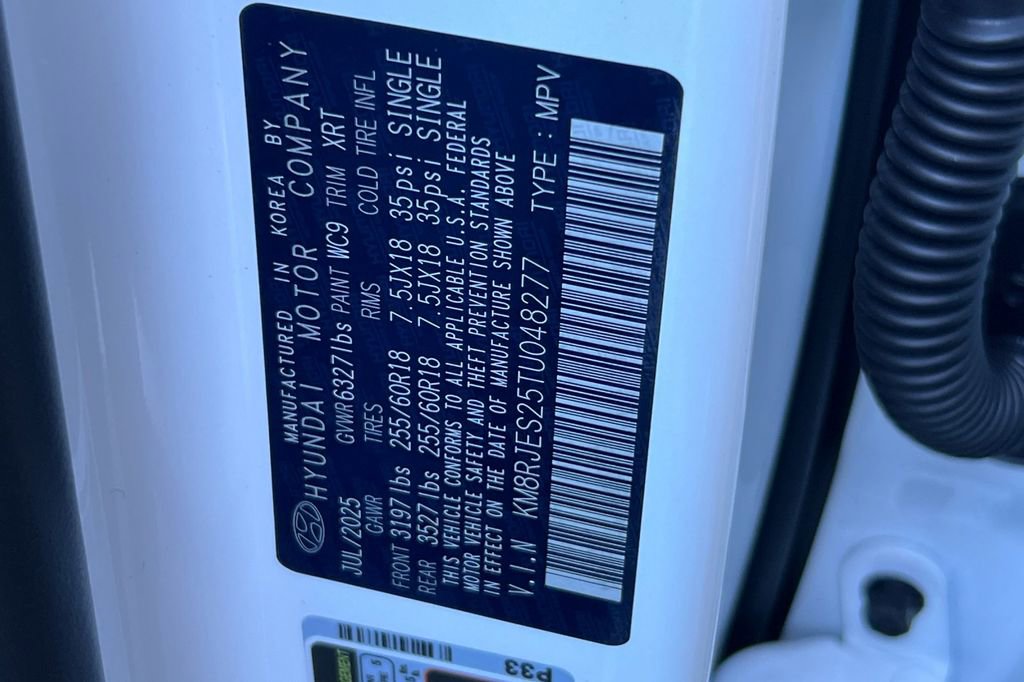 MANUFACTURED IN KOREA BY
HYUNDAI MOTOR COMPANY
JUL/2025 GVWR 6327lbs PAINT WC9 TRIM XRT
GAWR TIRES RIMS COLD TIRE INFL
FRONT 3197lbs 255/60R18 7.5JX18 35psi SINGLE
REAR 3527lbs 255/60R18 7.5JX18 35psi SINGLE
THIS VEHICLE CONFORMS TO ALL APPLICABLE U.S.A. FEDERAL
MOTOR VEHICLE SAFETY AND THEFT PREVENTION STANDARDS
IN EFFECT ON THE DATE OF MANUFACTURE SHOWN ABOVE
V.I.N KM8RJES25TU048277 TYPE : MPV
P33